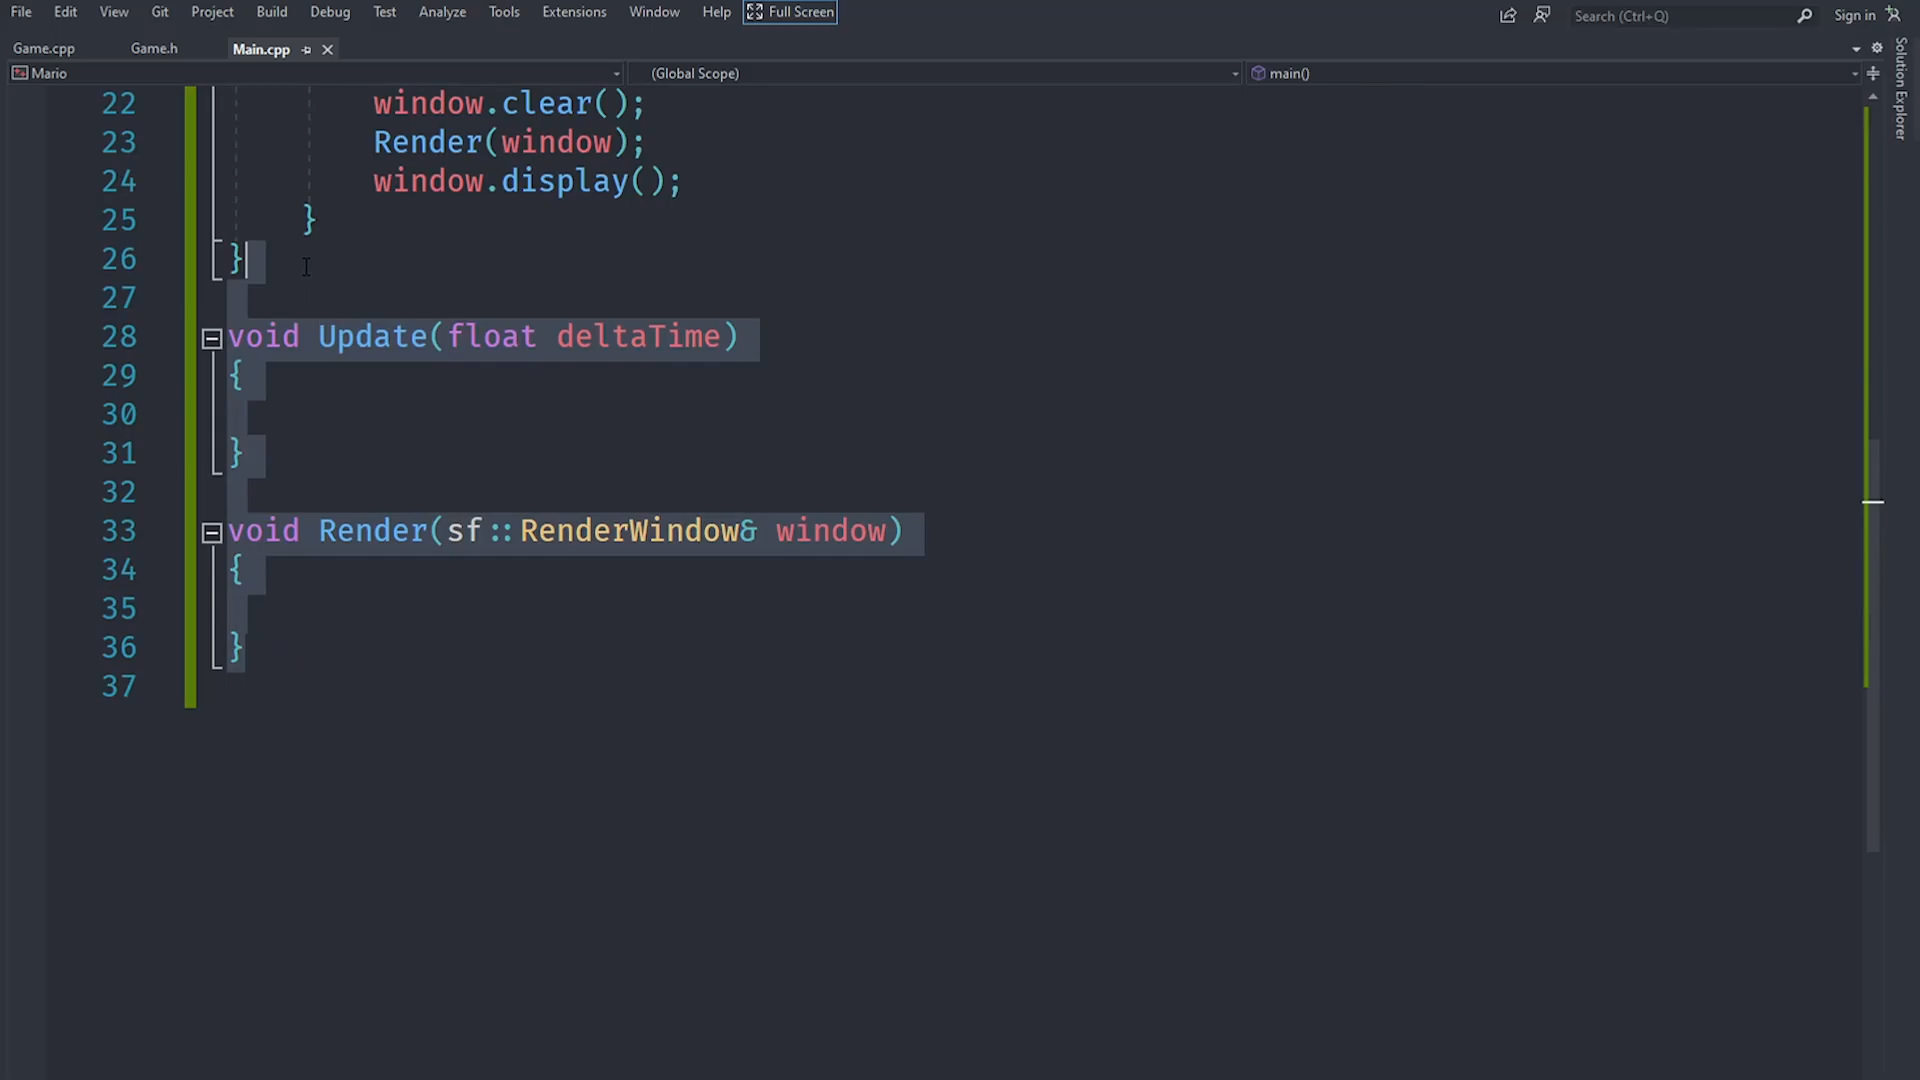 File Edit View Git Project Build Debug Test Analyze Tools Extensions Window Help Full Screen Search (Ctrl+Q) Sign in
Game.cpp Game.h Main.cpp
Mario (Global Scope) main()
Solution Explorer
22 window.clear();
23 Render(window);
24 window.display();
25 }
26 }
27
28 void Update(float deltaTime)
29 {
30
31 }
32
33 void Render(sf::RenderWindow& window)
34 {
35
36 }
37